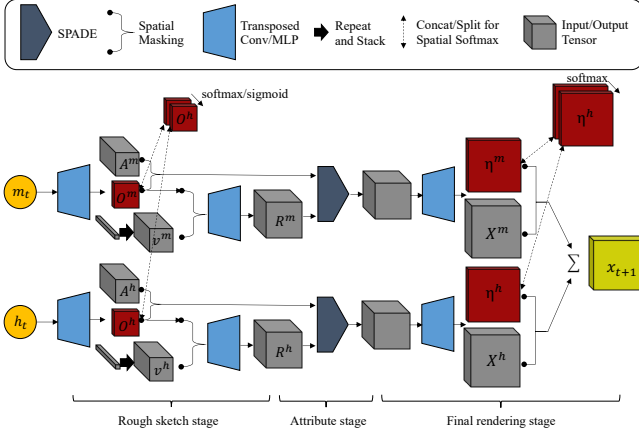 SPADE
Spatial
Masking
Transposed
Conv/MLP
Repeat
and Stack
Concat/Split for
Spatial Softmax
Input/Output
Tensor
softmax/sigmoid
softmax
O^h
η^h
A^m
m_t
O^m
v^m
R^m
η^m
X^m
Σ
x_{t+1}
A^h
h_t
O^h
v^h
R^h
η^h
X^h
Rough sketch stage
Attribute stage
Final rendering stage